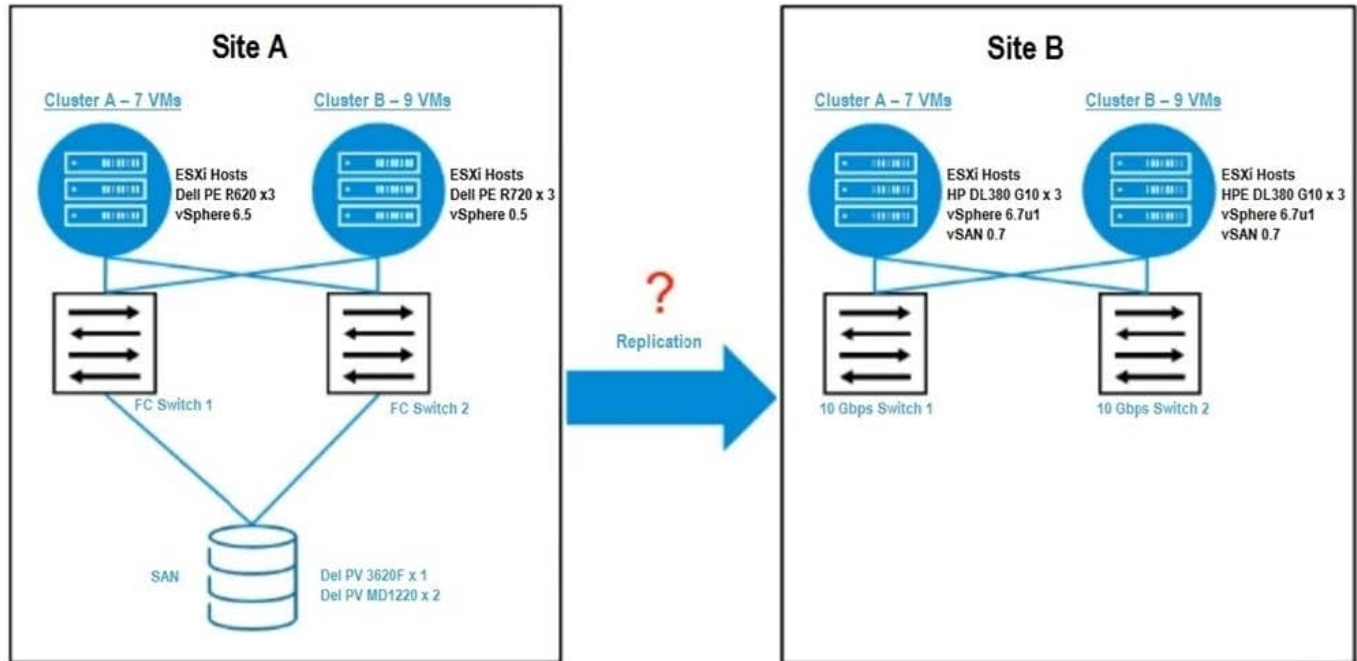 Site A
Cluster A – 7 VMs
Cluster B – 9 VMs
ESXi Hosts
Dell PE R620 x3
vSphere 6.5
ESXi Hosts
Dell PE R720 x 3
vSphere 0.5
FC Switch 1
FC Switch 2
SAN
Del PV 3620F x 1
Del PV MD1220 x 2
?
Replication
Site B
Cluster A – 7 VMs
Cluster B – 9 VMs
ESXi Hosts
HP DL380 G10 x 3
vSphere 6.7u1
vSAN 0.7
ESXi Hosts
HPE DL380 G10 x 3
vSphere 6.7u1
vSAN 0.7
10 Gbps Switch 1
10 Gbps Switch 2